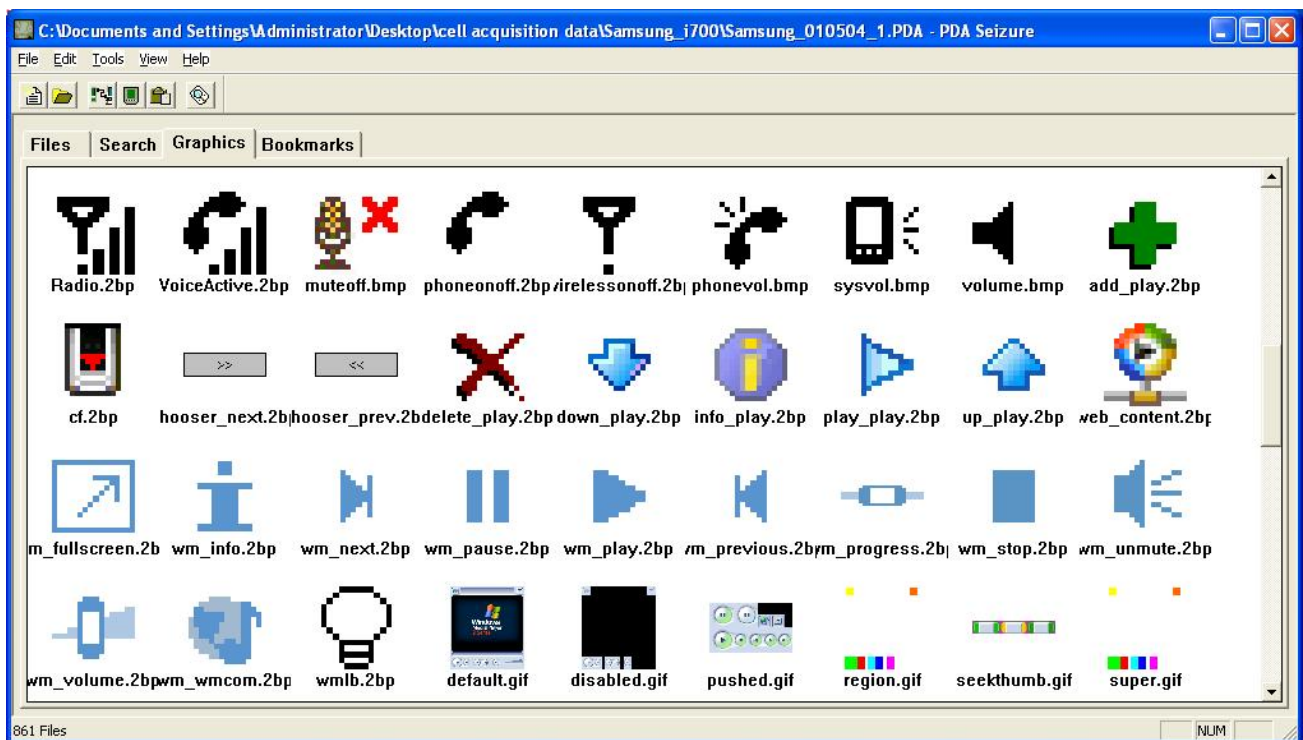 C:\Documents and Settings\Administrator\Desktop\cell acquisition data\Samsung_i700\Samsung_010504_1.PDA - PDA Seizure
File Edit Tools View Help
Files Search Graphics Bookmarks
Radio.2bp VoiceActive.2bp muteoff.bmp phoneonoff.2bp irelessonoff.2b phonevol.bmp sysvol.bmp volume.bmp add_play.2bp
>> <<
cf.2bp hooser_next.2b hooser_prev.2b delete_play.2bp down_play.2bp info_play.2bp play_play.2bp up_play.2bp web_content.2bp
m_fullscreen.2b wm_info.2bp wm_next.2bp wm_pause.2bp wm_play.2bp m_previous.2b m_progress.2b wm_stop.2bp wm_unmute.2bp
Windows
wm_volume.2bp wm_wmcom.2bp wmlb.2bp default.gif disabled.gif pushed.gif region.gif seekthumb.gif super.gif
861 Files NUM